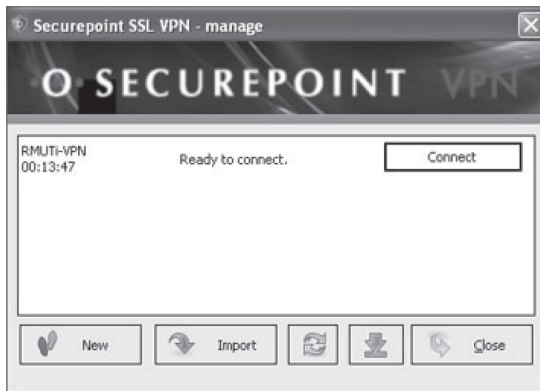 Securepoint SSL VPN - manage
SECUREPOINT VPN
RMUTi-VPN
00:13:47
Ready to connect.
Connect
New
Import
Close